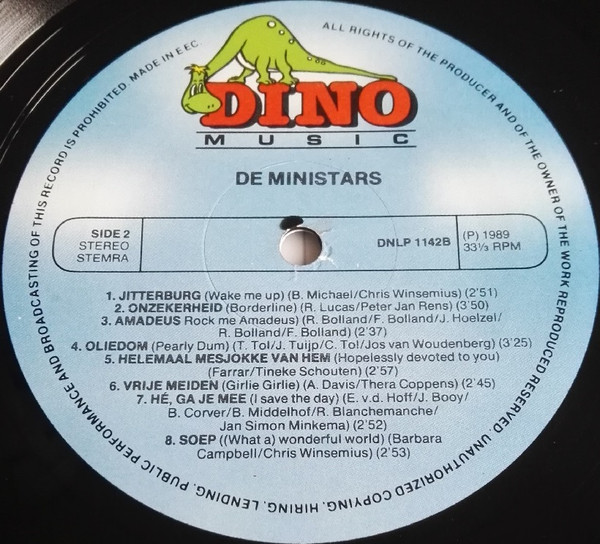 DINO
MUSIC
DE MINISTARS
SIDE 2
STEREO
STEMRA
DNLP 1142B
(P) 1989
33⅓ RPM
1. JITTERBURG (Wake me up) (B. Michael/Chris Winsemius) (2'51)
2. ONZEKERHEID (Borderline) (R. Lucas/Peter Jan Rens) (3'50)
3. AMADEUS Rock me Amadeus) (R. Bolland/F. Bolland/J. Hoelzel/
R. Bolland/F. Bolland) (2'37)
4. OLIEDOM (Pearly Dum) (T. Tol/J. Tuijp/C. Tol/Jos van Woudenberg) (3'25)
5. HELEMAAL MESJOKKE VAN HEM (Hopelessly devoted to you)
(Farrar/Tineke Schouten) (2'57)
6. VRIJE MEIDEN (Girlie Girlie) (A. Davis/Thera Coppens) (2'45)
7. HÉ, GA JE MEE (I save the day) (E. v.d. Hoff/J. Booy/
B. Corver/B. Middelhof/R. Blanchemanche/
Jan Simon Minkema) (2'52)
8. SOEP ((What a) wonderful world) (Barbara
Campbell/Chris Winsemius) (2'53)
ALL RIGHTS OF THE PRODUCER AND OF THE OWNER OF THE WORK REPRODUCED RESERVED. UNAUTHORIZED COPYING. HIRING. LENDING. PUBLIC PERFORMANCE AND BROADCASTING OF THIS RECORD IS PROHIBITED. MADE IN E.E.C.